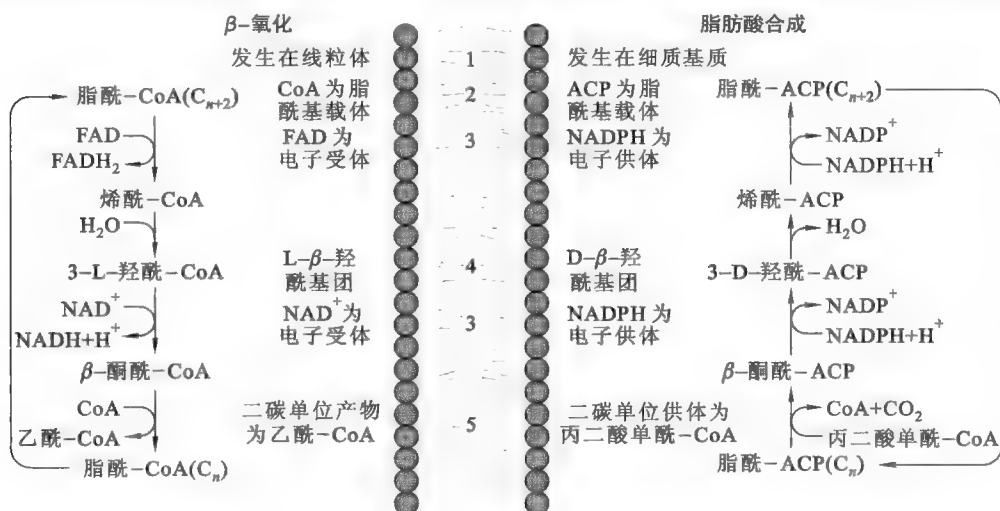 β-氧化
脂肪酸合成
发生在线粒体
1
发生在细质基质
脂酰-CoA(Cₙ₊₂)
CoA为脂
酰基载体
2
ACP为脂
酰基载体
脂酰-ACP(Cₙ₊₂)
FAD
FADH₂
FAD为
电子受体
3
NADPH为
电子供体
NADP⁺
NADPH+H⁺
烯酰-CoA
烯酰-ACP
H₂O
H₂O
3-L-羟酰-CoA
L-β-羟
酰基团
4
D-β-羟
酰基团
3-D-羟酰-ACP
NAD⁺
NADH+H⁺
NAD⁺为
电子受体
3
NADPH为
电子供体
NADP⁺
NADPH+H⁺
β-酮酰-CoA
β-酮酰-ACP
CoA
乙酰-CoA
二碳单位产物
为乙酰-CoA
5
二碳单位供体为
丙二酸单酰-CoA
CoA+CO₂
丙二酸单酰-CoA
脂酰-CoA(Cₙ)
脂酰-ACP(Cₙ)